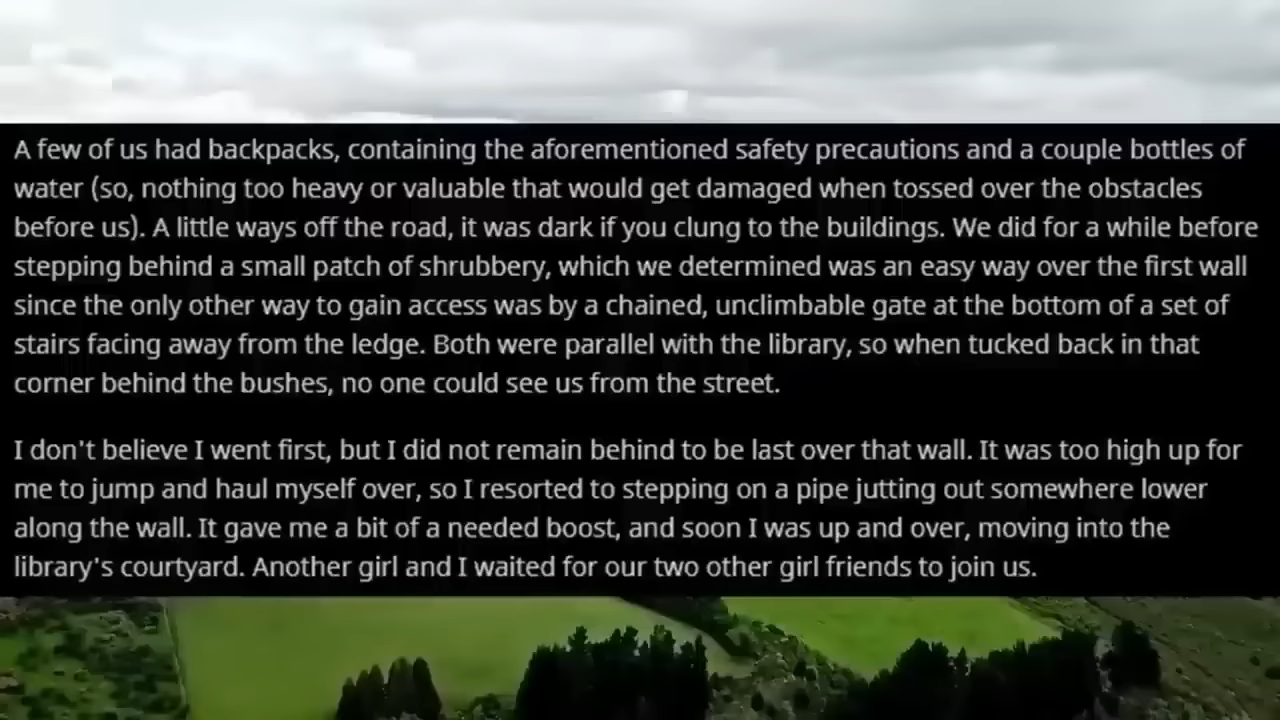 A few of us had backpacks, containing the aforementioned safety precautions and a couple bottles of
water (so, nothing too heavy or valuable that would get damaged when tossed over the obstacles
before us). A little ways off the road, it was dark if you clung to the buildings. We did for a while before
stepping behind a small patch of shrubbery, which we determined was an easy way over the first wall
since the only other way to gain access was by a chained, unclimbable gate at the bottom of a set of
stairs facing away from the ledge. Both were parallel with the library, so when tucked back in that
corner behind the bushes, no one could see us from the street.
I don't believe I went first, but I did not remain behind to be last over that wall. It was too high up for
me to jump and haul myself over, so I resorted to stepping on a pipe jutting out somewhere lower
along the wall. It gave me a bit of a needed boost, and soon I was up and over, moving into the
library's courtyard. Another girl and I waited for our two other girl friends to join us.